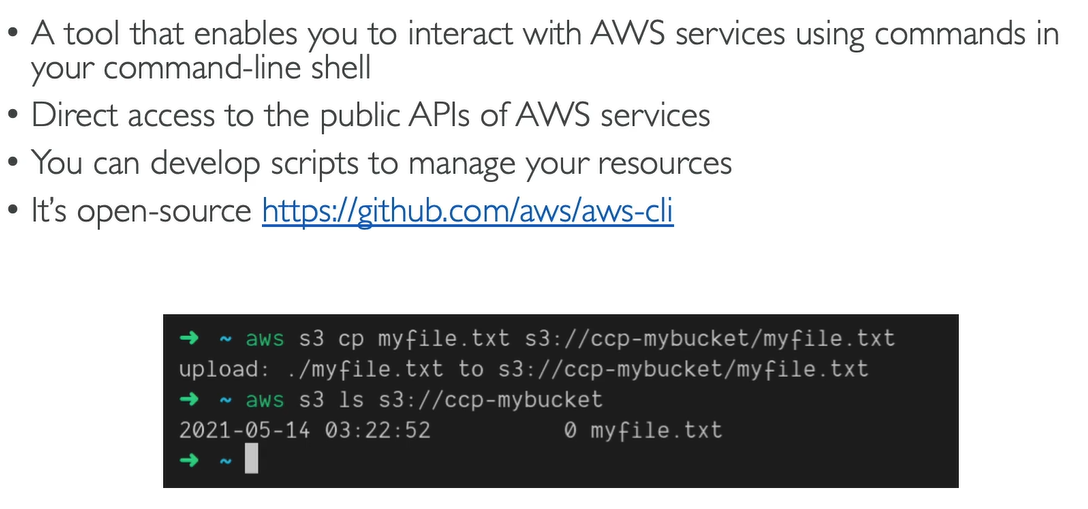 • A tool that enables you to interact with AWS services using commands in
your command-line shell
• Direct access to the public APIs of AWS services
• You can develop scripts to manage your resources
• It's open-source https://github.com/aws/aws-cli
➜ ~ aws s3 cp myfile.txt s3://ccp-mybucket/myfile.txt
upload: ./myfile.txt to s3://ccp-mybucket/myfile.txt
➜ ~ aws s3 ls s3://ccp-mybucket
2021-05-14 03:22:52 0 myfile.txt
➜ ~